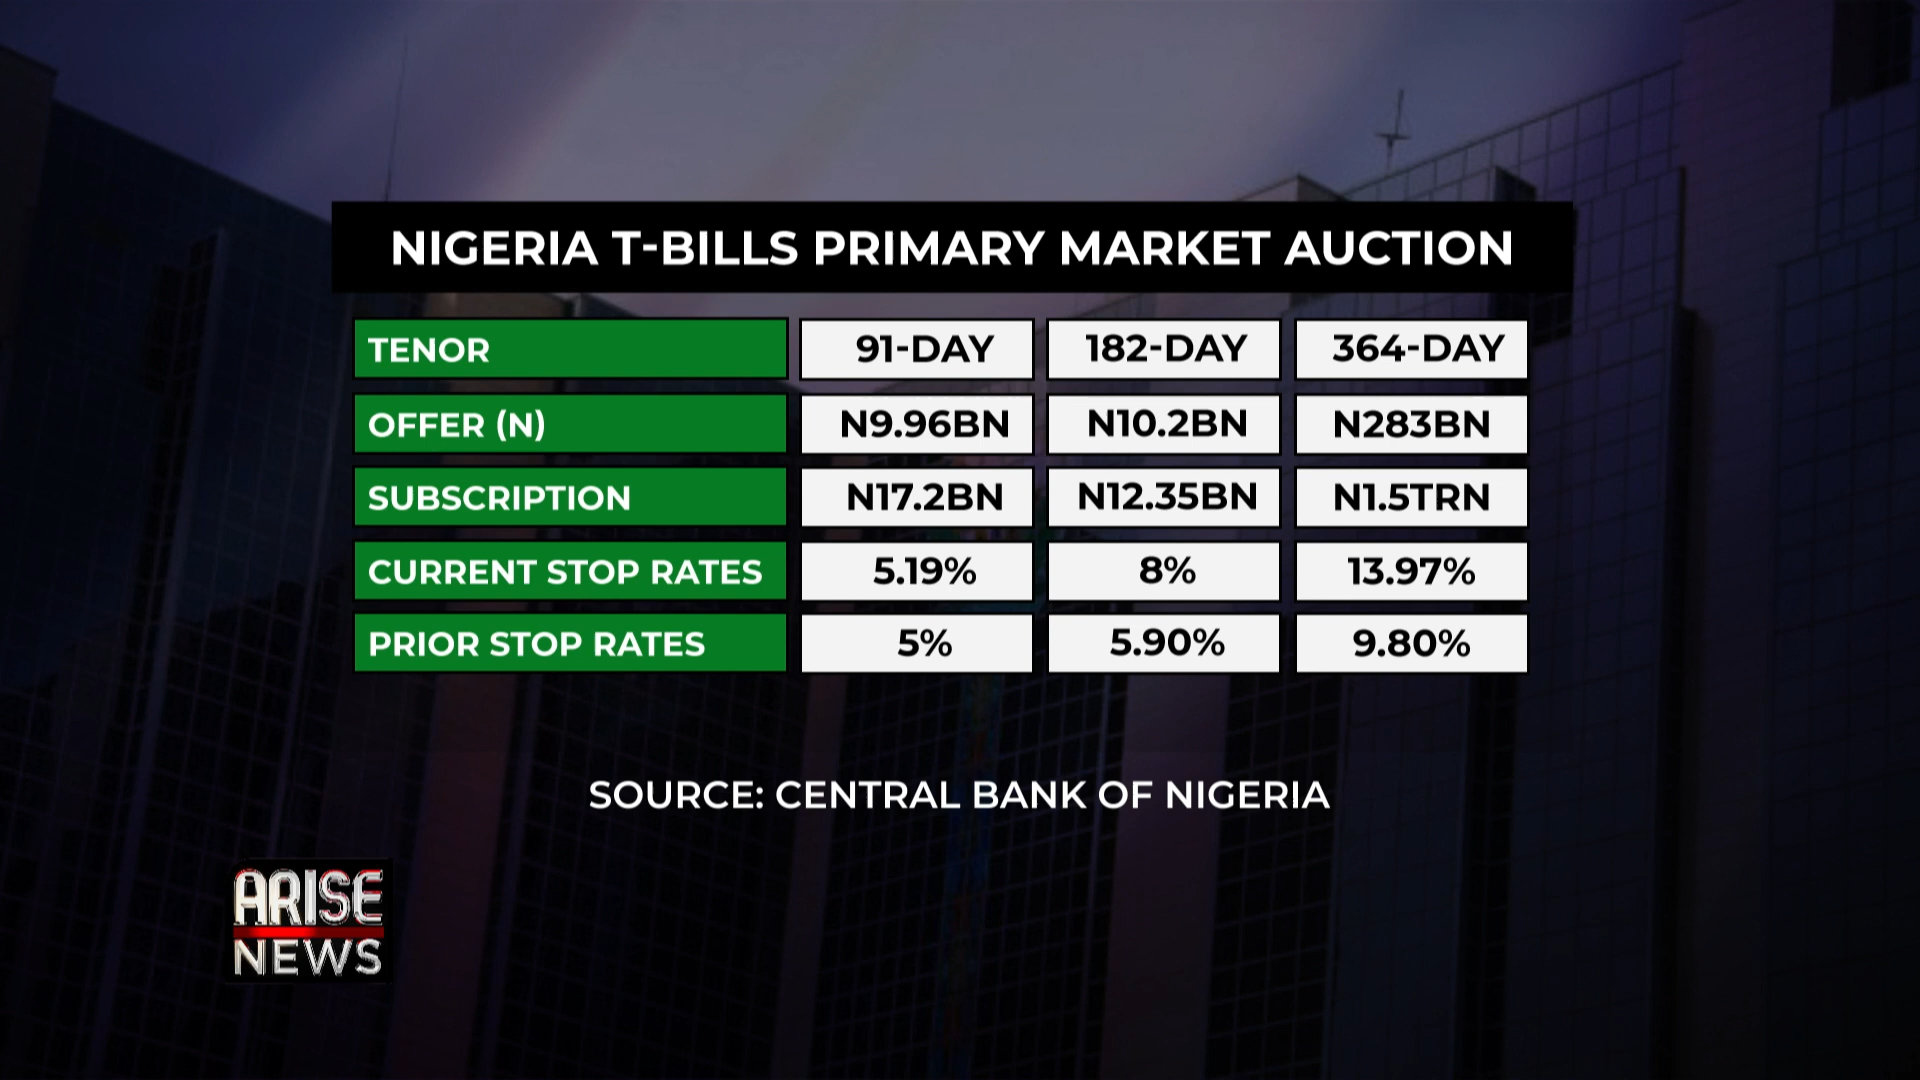 NIGERIA T-BILLS PRIMARY MARKET AUCTION
TENOR 91-DAY 182-DAY 364-DAY
OFFER (N) N9.96BN N10.2BN N283BN
SUBSCRIPTION N17.2BN N12.35BN N1.5TRN
CURRENT STOP RATES 5.19% 8% 13.97%
PRIOR STOP RATES 5% 5.90% 9.80%
SOURCE: CENTRAL BANK OF NIGERIA
ARISE
NEWS